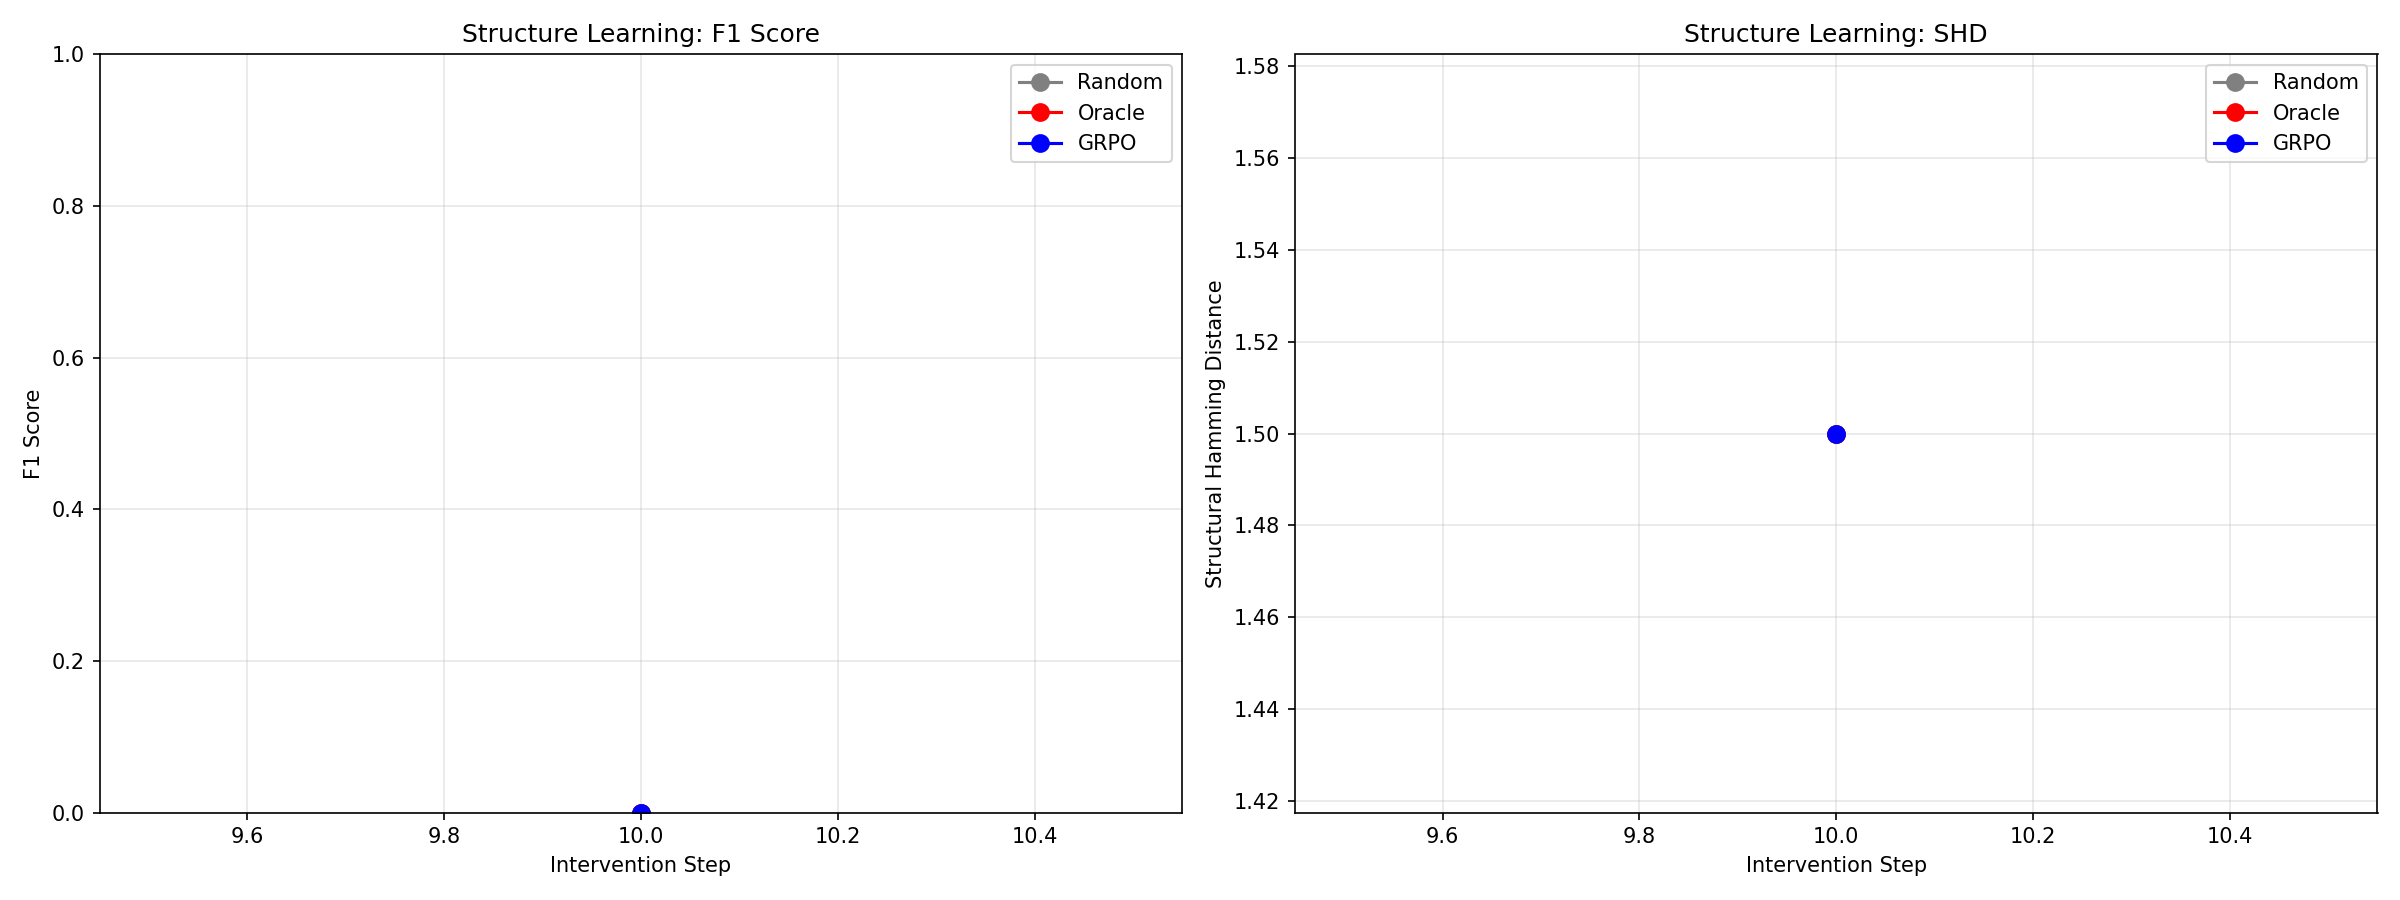 Structure Learning: F1 Score
F1 Score
1.0
0.8
0.6
0.4
0.2
0.0
9.6
9.8
10.0
10.2
10.4
Intervention Step
Random
Oracle
GRPO
Structure Learning: SHD
Structural Hamming Distance
1.58
1.56
1.54
1.52
1.50
1.48
1.46
1.44
1.42
9.6
9.8
10.0
10.2
10.4
Intervention Step
Random
Oracle
GRPO